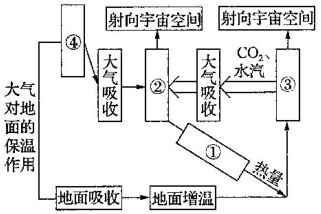 射向宇宙空间
射向宇宙空间
④
大气吸收
②
大气吸收
CO₂、
水汽
③
大气
对地
面的
保温
作用
①
热量
地面吸收
地面增温